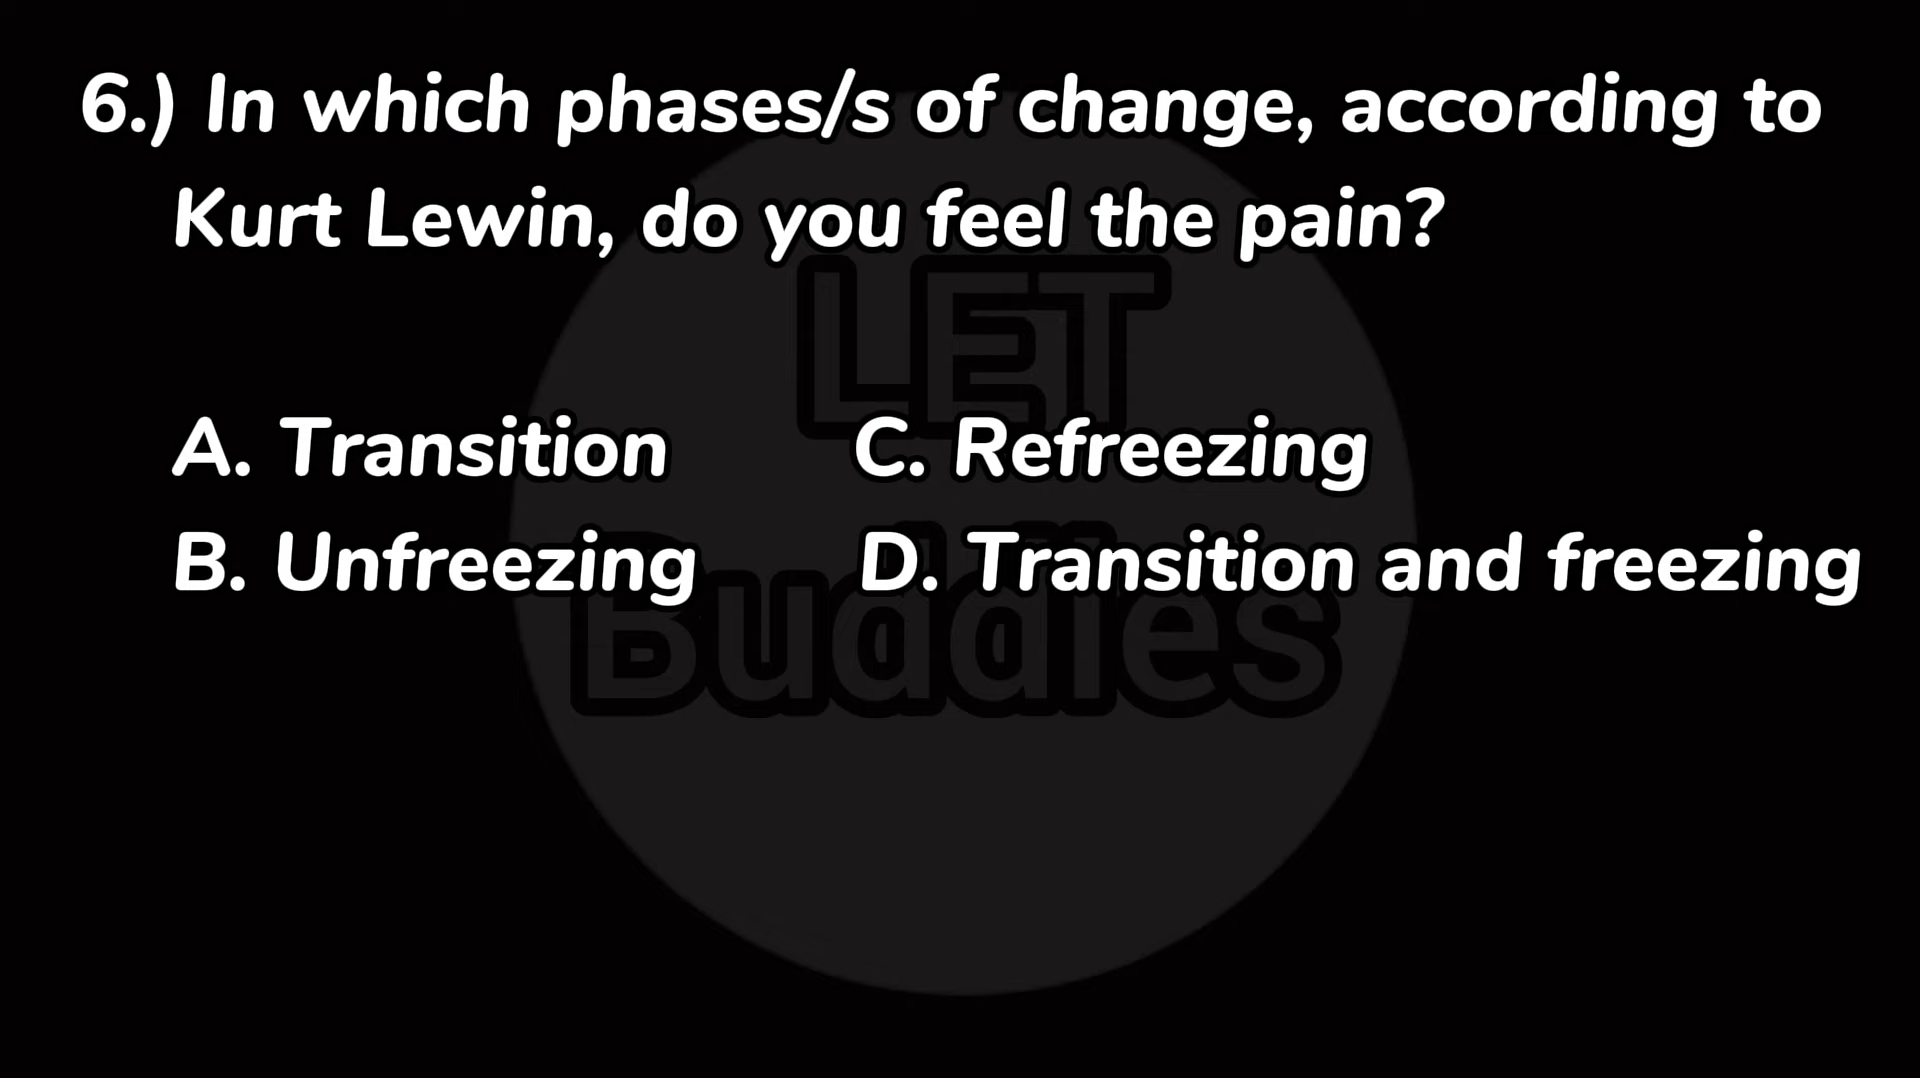 6.) In which phases/s of change, according to
Kurt Lewin, do you feel the pain?
A. Transition
B. Unfreezing
C. Refreezing
D. Transition and freezing
LET
Buddies